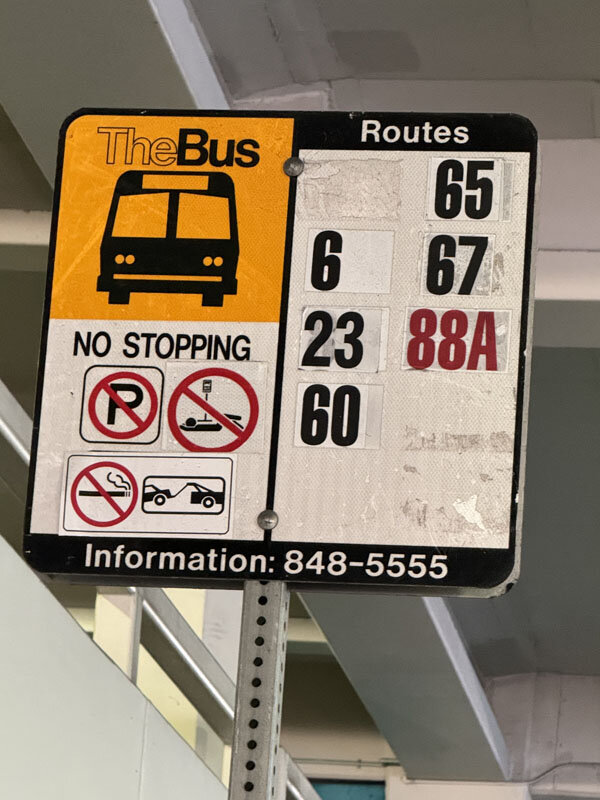 TheBus
NO STOPPING
P
Routes
65
6 67
23 88A
60
Information: 848-5555